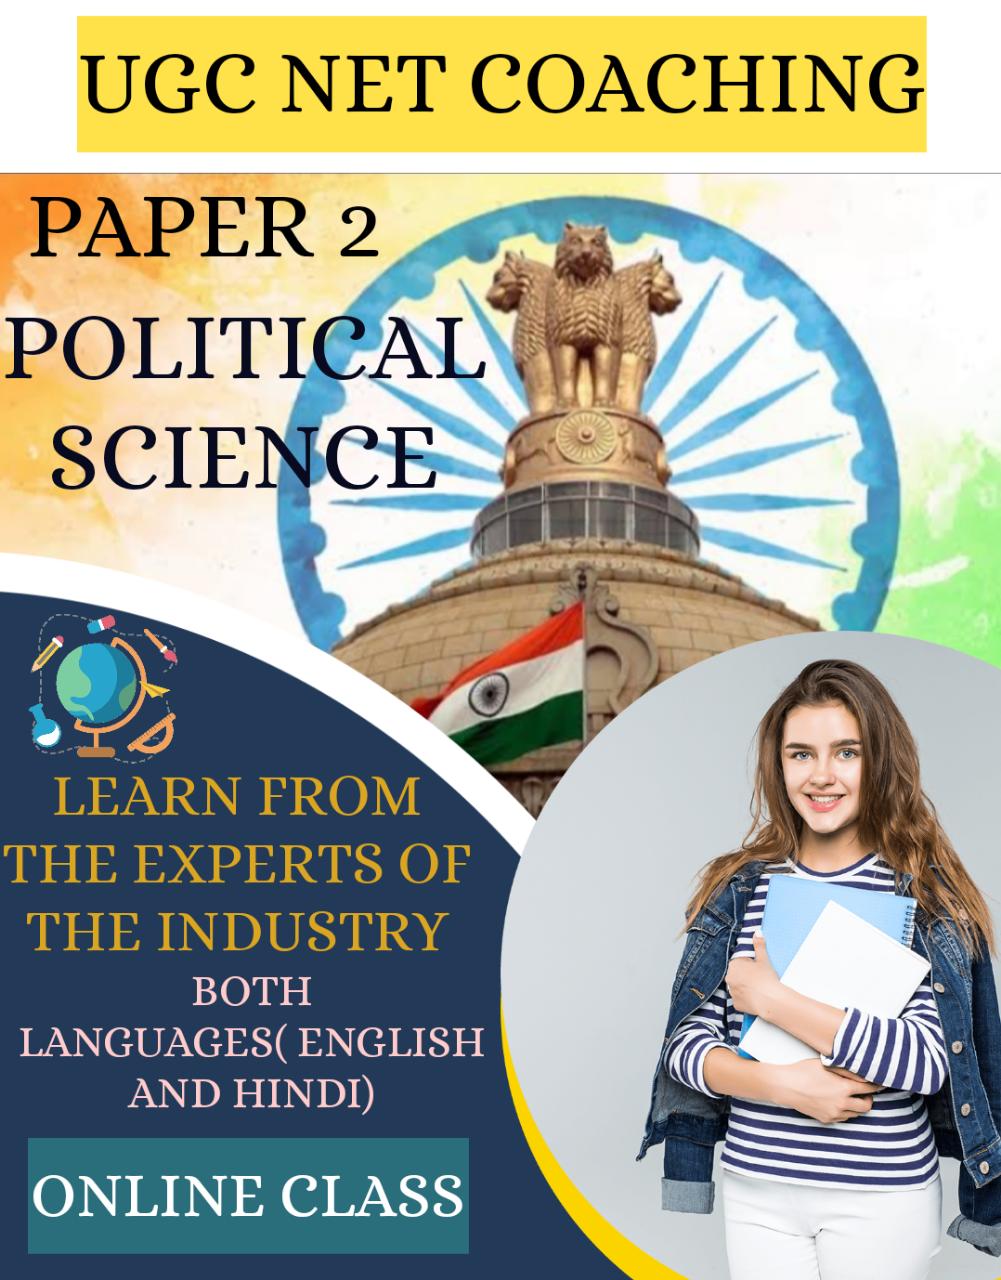 UGC NET COACHING
PAPER 2
POLITICAL
SCIENCE
LEARN FROM
THE EXPERTS OF
THE INDUSTRY
BOTH
LANGUAGES( ENGLISH
AND HINDI)
ONLINE CLASS